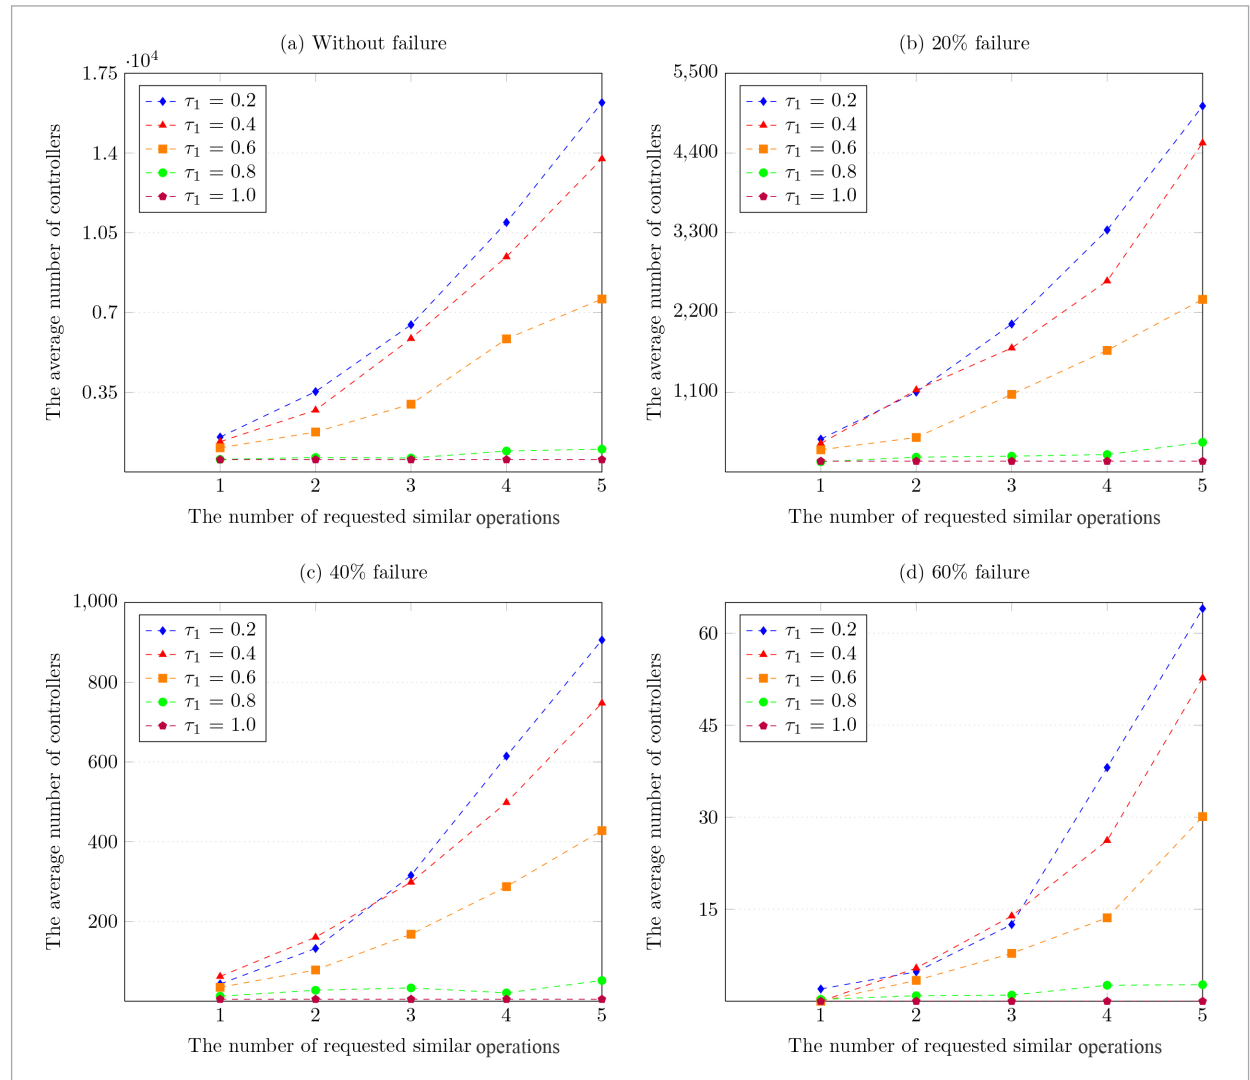 (a) Without failure
·10⁴
1.75
1.4
1.05
0.7
0.35
The average number of controllers
τ₁ = 0.2
τ₁ = 0.4
τ₁ = 0.6
τ₁ = 0.8
τ₁ = 1.0
1 2 3 4 5
The number of requested similar operations
(b) 20% failure
5,500
4,400
3,300
2,200
1,100
The average number of controllers
τ₁ = 0.2
τ₁ = 0.4
τ₁ = 0.6
τ₁ = 0.8
τ₁ = 1.0
1 2 3 4 5
The number of requested similar operations
(c) 40% failure
1,000
800
600
400
200
The average number of controllers
τ₁ = 0.2
τ₁ = 0.4
τ₁ = 0.6
τ₁ = 0.8
τ₁ = 1.0
1 2 3 4 5
The number of requested similar operations
(d) 60% failure
60
45
30
15
The average number of controllers
τ₁ = 0.2
τ₁ = 0.4
τ₁ = 0.6
τ₁ = 0.8
τ₁ = 1.0
1 2 3 4 5
The number of requested similar operations